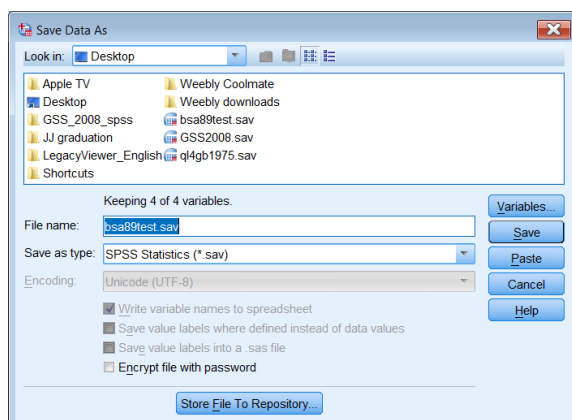 Save Data As
Look in: Desktop
Apple TV
Desktop
GSS_2008_spss
JJ graduation
LegacyViewer_English
Shortcuts
Weebly Coolmate
Weebly downloads
bsa89test.sav
GSS2008.sav
ql4gb1975.sav
Keeping 4 of 4 variables.
File name: bsa89test.sav
Save as type: SPSS Statistics (*.sav)
Encoding: Unicode (UTF-8)
Write variable names to spreadsheet
Save value labels where defined instead of data values
Save value labels into a .sas file
Encrypt file with password
Variables...
Save
Paste
Cancel
Help
Store File To Repository...